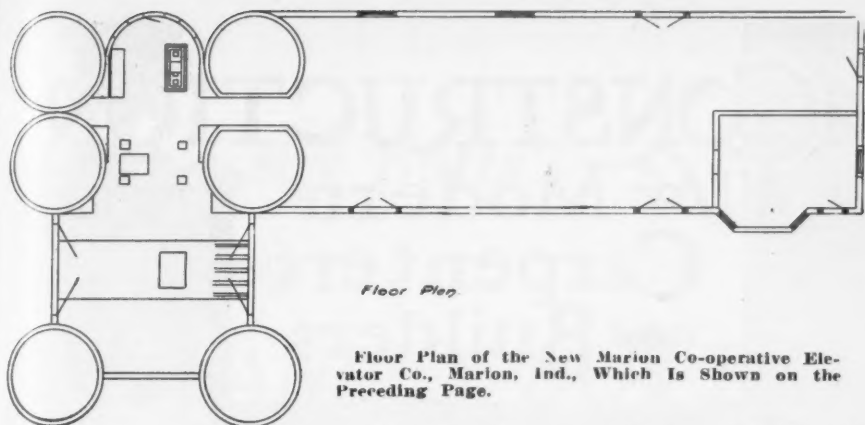 Floor Plan
Floor Plan of the New Marion Co-operative Ele-
vator Co., Marion, Ind., Which Is Shown on the
Preceding Page.